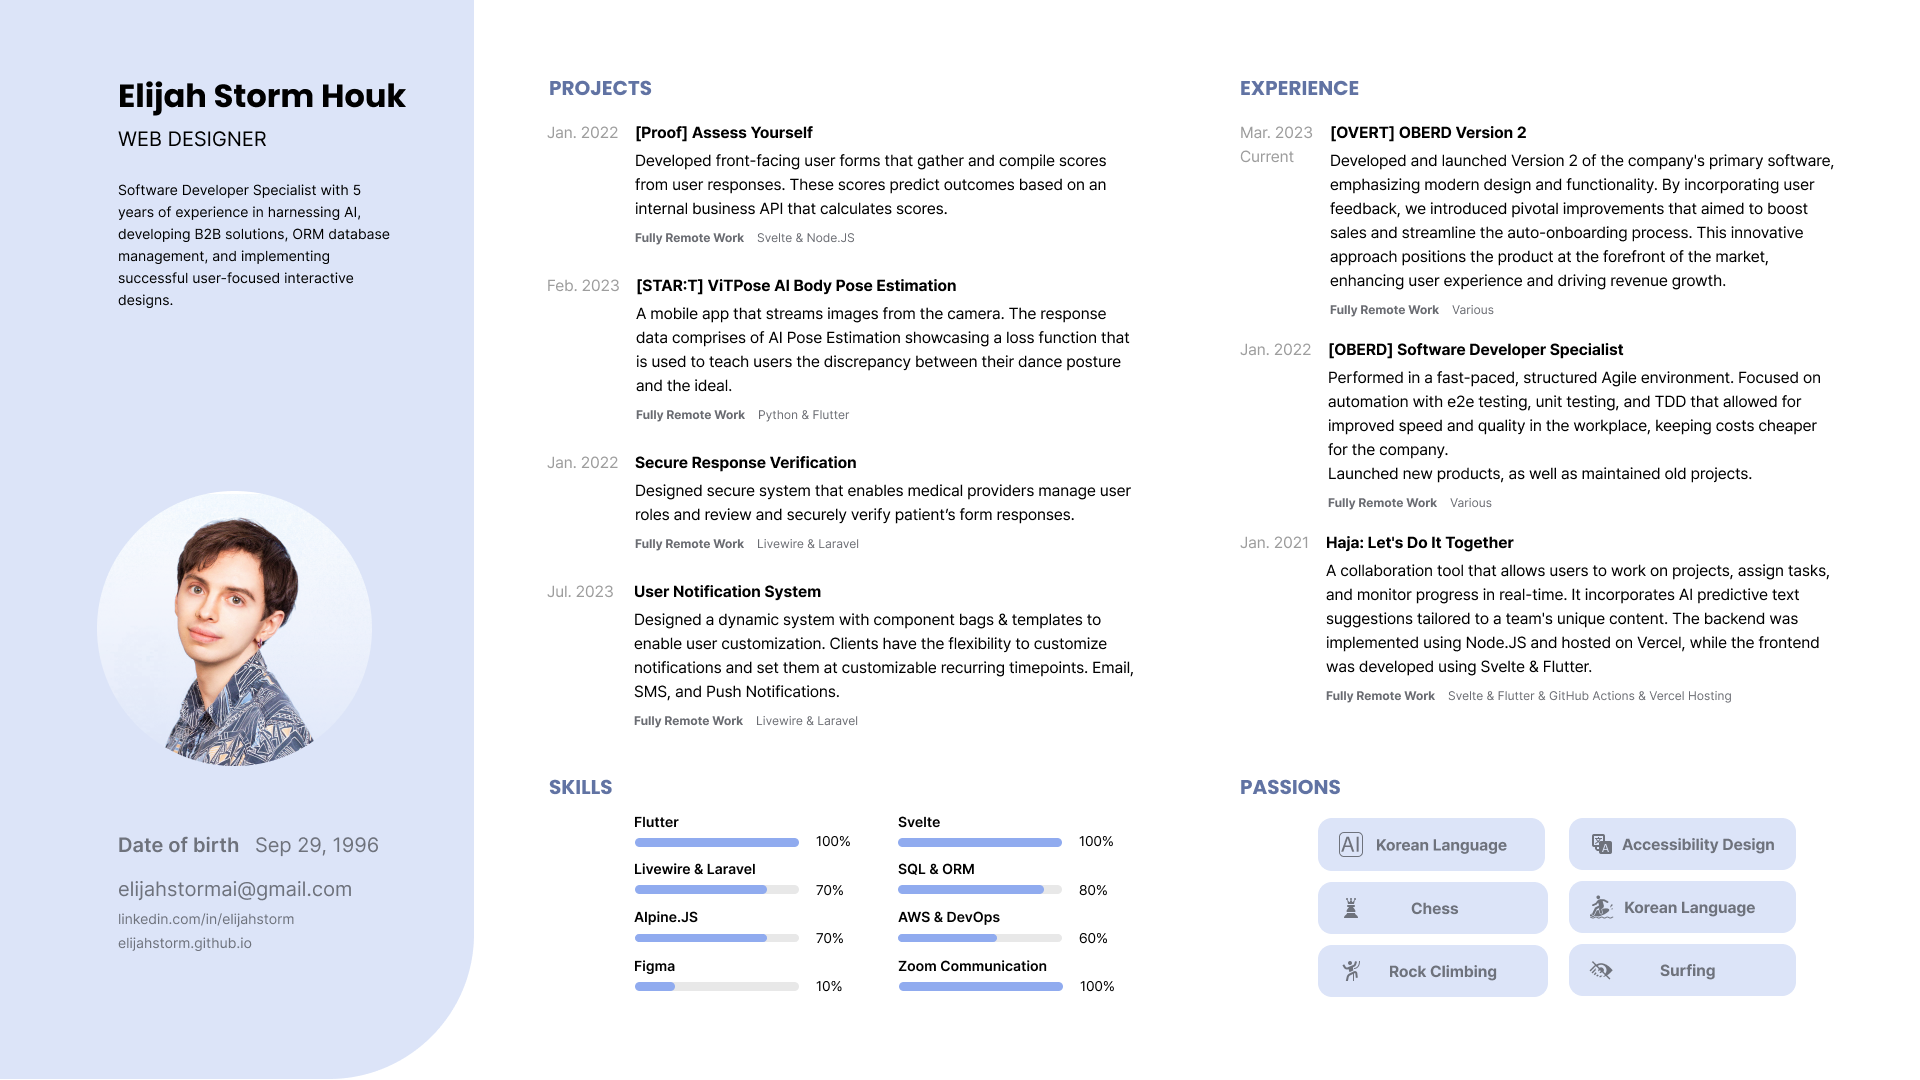 Elijah Storm Houk
WEB DESIGNER
Software Developer Specialist with 5
years of experience in harnessing AI,
developing B2B solutions, ORM database
management, and implementing
successful user-focused interactive
designs.
Date of birth Sep 29, 1996
elijahstormai@gmail.com
linkedin.com/in/elijahstorm
elijahstorm.github.io
PROJECTS
Jan. 2022 [Proof] Assess Yourself
Developed front-facing user forms that gather and compile scores
from user responses. These scores predict outcomes based on an
internal business API that calculates scores.
Fully Remote Work Svelte & Node.JS
Feb. 2023 [STAR:T] ViTPose AI Body Pose Estimation
A mobile app that streams images from the camera. The response
data comprises of AI Pose Estimation showcasing a loss function that
is used to teach users the discrepancy between their dance posture
and the ideal.
Fully Remote Work Python & Flutter
Jan. 2022 Secure Response Verification
Designed secure system that enables medical providers manage user
roles and review and securely verify patient’s form responses.
Fully Remote Work Livewire & Laravel
Jul. 2023 User Notification System
Designed a dynamic system with component bags & templates to
enable user customization. Clients have the flexibility to customize
notifications and set them at customizable recurring timepoints. Email,
SMS, and Push Notifications.
Fully Remote Work Livewire & Laravel
EXPERIENCE
Mar. 2023 [OVERT] OBERD Version 2
Current
Developed and launched Version 2 of the company's primary software,
emphasizing modern design and functionality. By incorporating user
feedback, we introduced pivotal improvements that aimed to boost
sales and streamline the auto-onboarding process. This innovative
approach positions the product at the forefront of the market,
enhancing user experience and driving revenue growth.
Fully Remote Work Various
Jan. 2022 [OBERD] Software Developer Specialist
Performed in a fast-paced, structured Agile environment. Focused on
automation with e2e testing, unit testing, and TDD that allowed for
improved speed and quality in the workplace, keeping costs cheaper
for the company.
Launched new products, as well as maintained old projects.
Fully Remote Work Various
Jan. 2021 Haja: Let's Do It Together
A collaboration tool that allows users to work on projects, assign tasks,
and monitor progress in real-time. It incorporates AI predictive text
suggestions tailored to a team's unique content. The backend was
implemented using Node.JS and hosted on Vercel, while the frontend
was developed using Svelte & Flutter.
Fully Remote Work Svelte & Flutter & GitHub Actions & Vercel Hosting
SKILLS
Flutter
100%
Svelte
100%
Livewire & Laravel
70%
SQL & ORM
80%
Alpine.JS
70%
AWS & DevOps
60%
Figma
10%
Zoom Communication
100%
PASSIONS
AI Korean Language
A Accessibility Design
Chess
Korean Language
Rock Climbing
Surfing